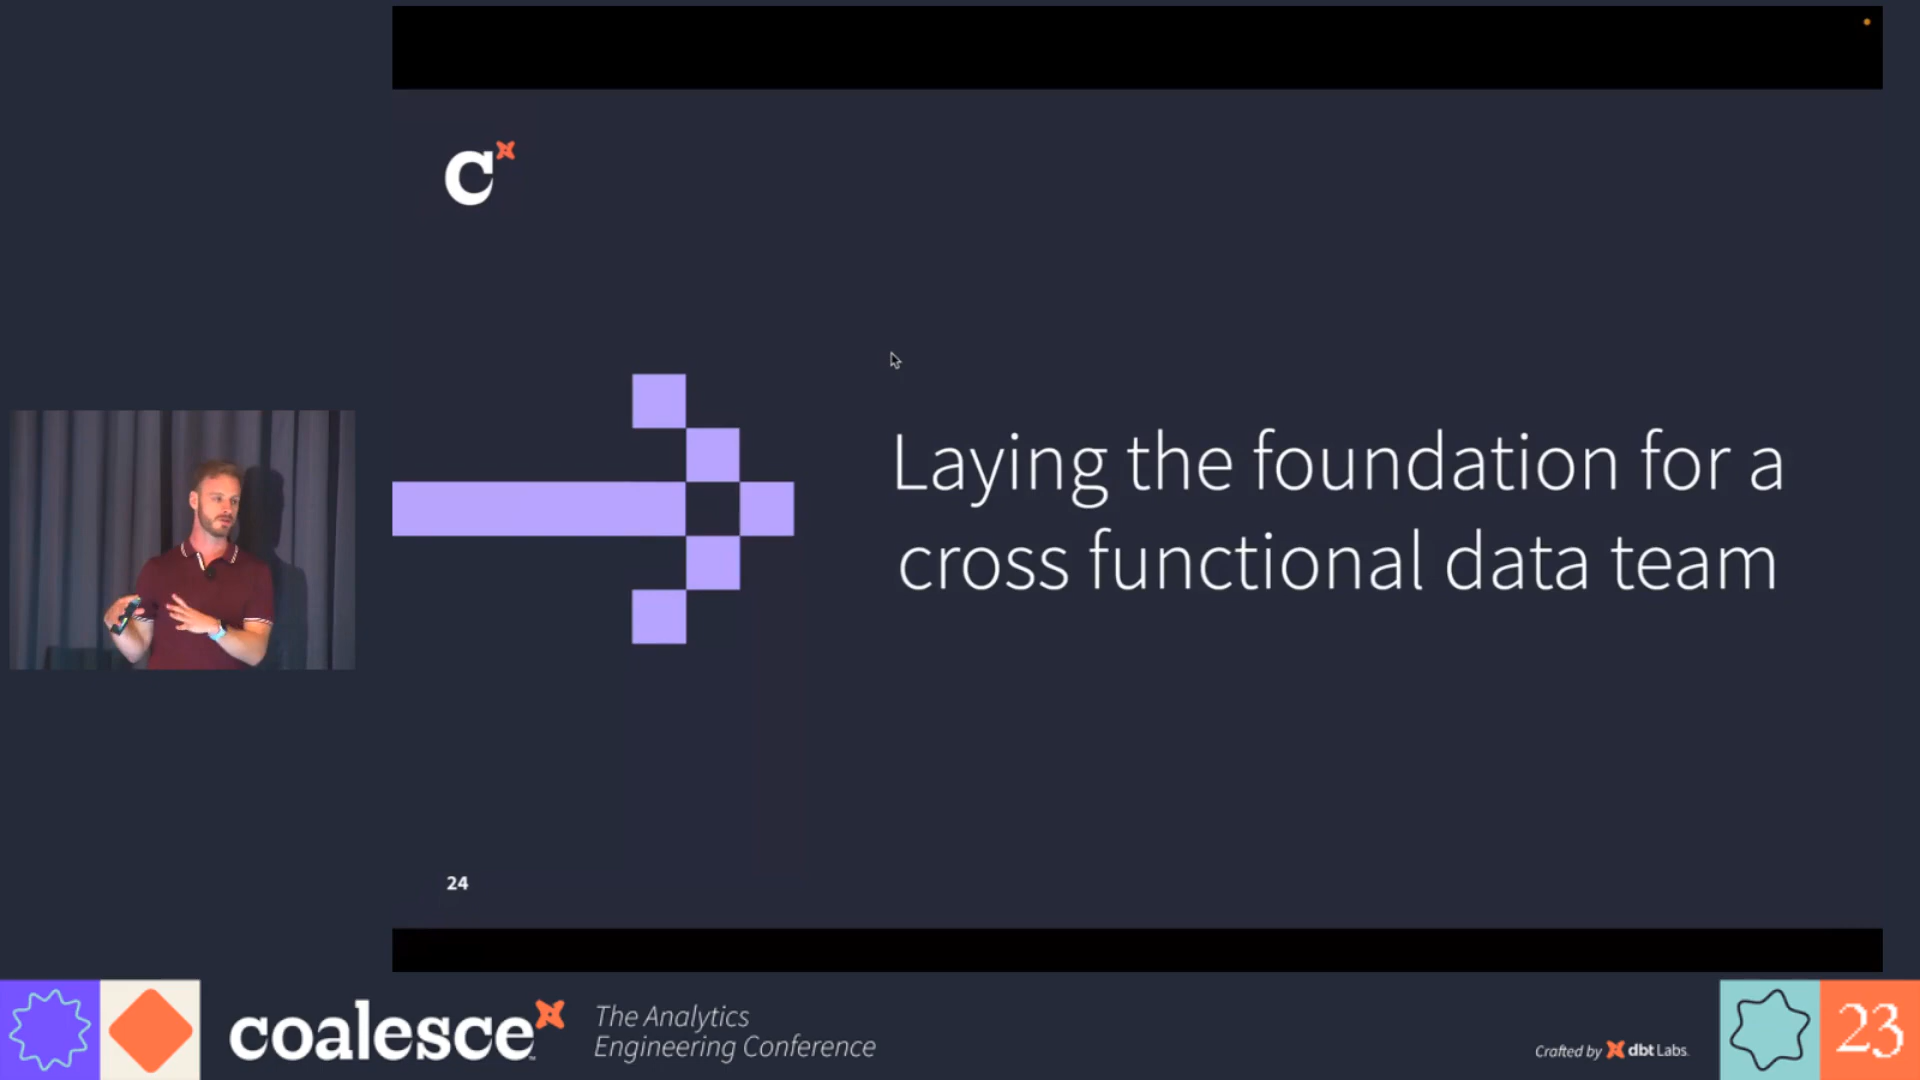 C
Laying the foundation for a
cross functional data team
24
coalesce
The Analytics
Engineering Conference
Crafted by dbt Labs.
23